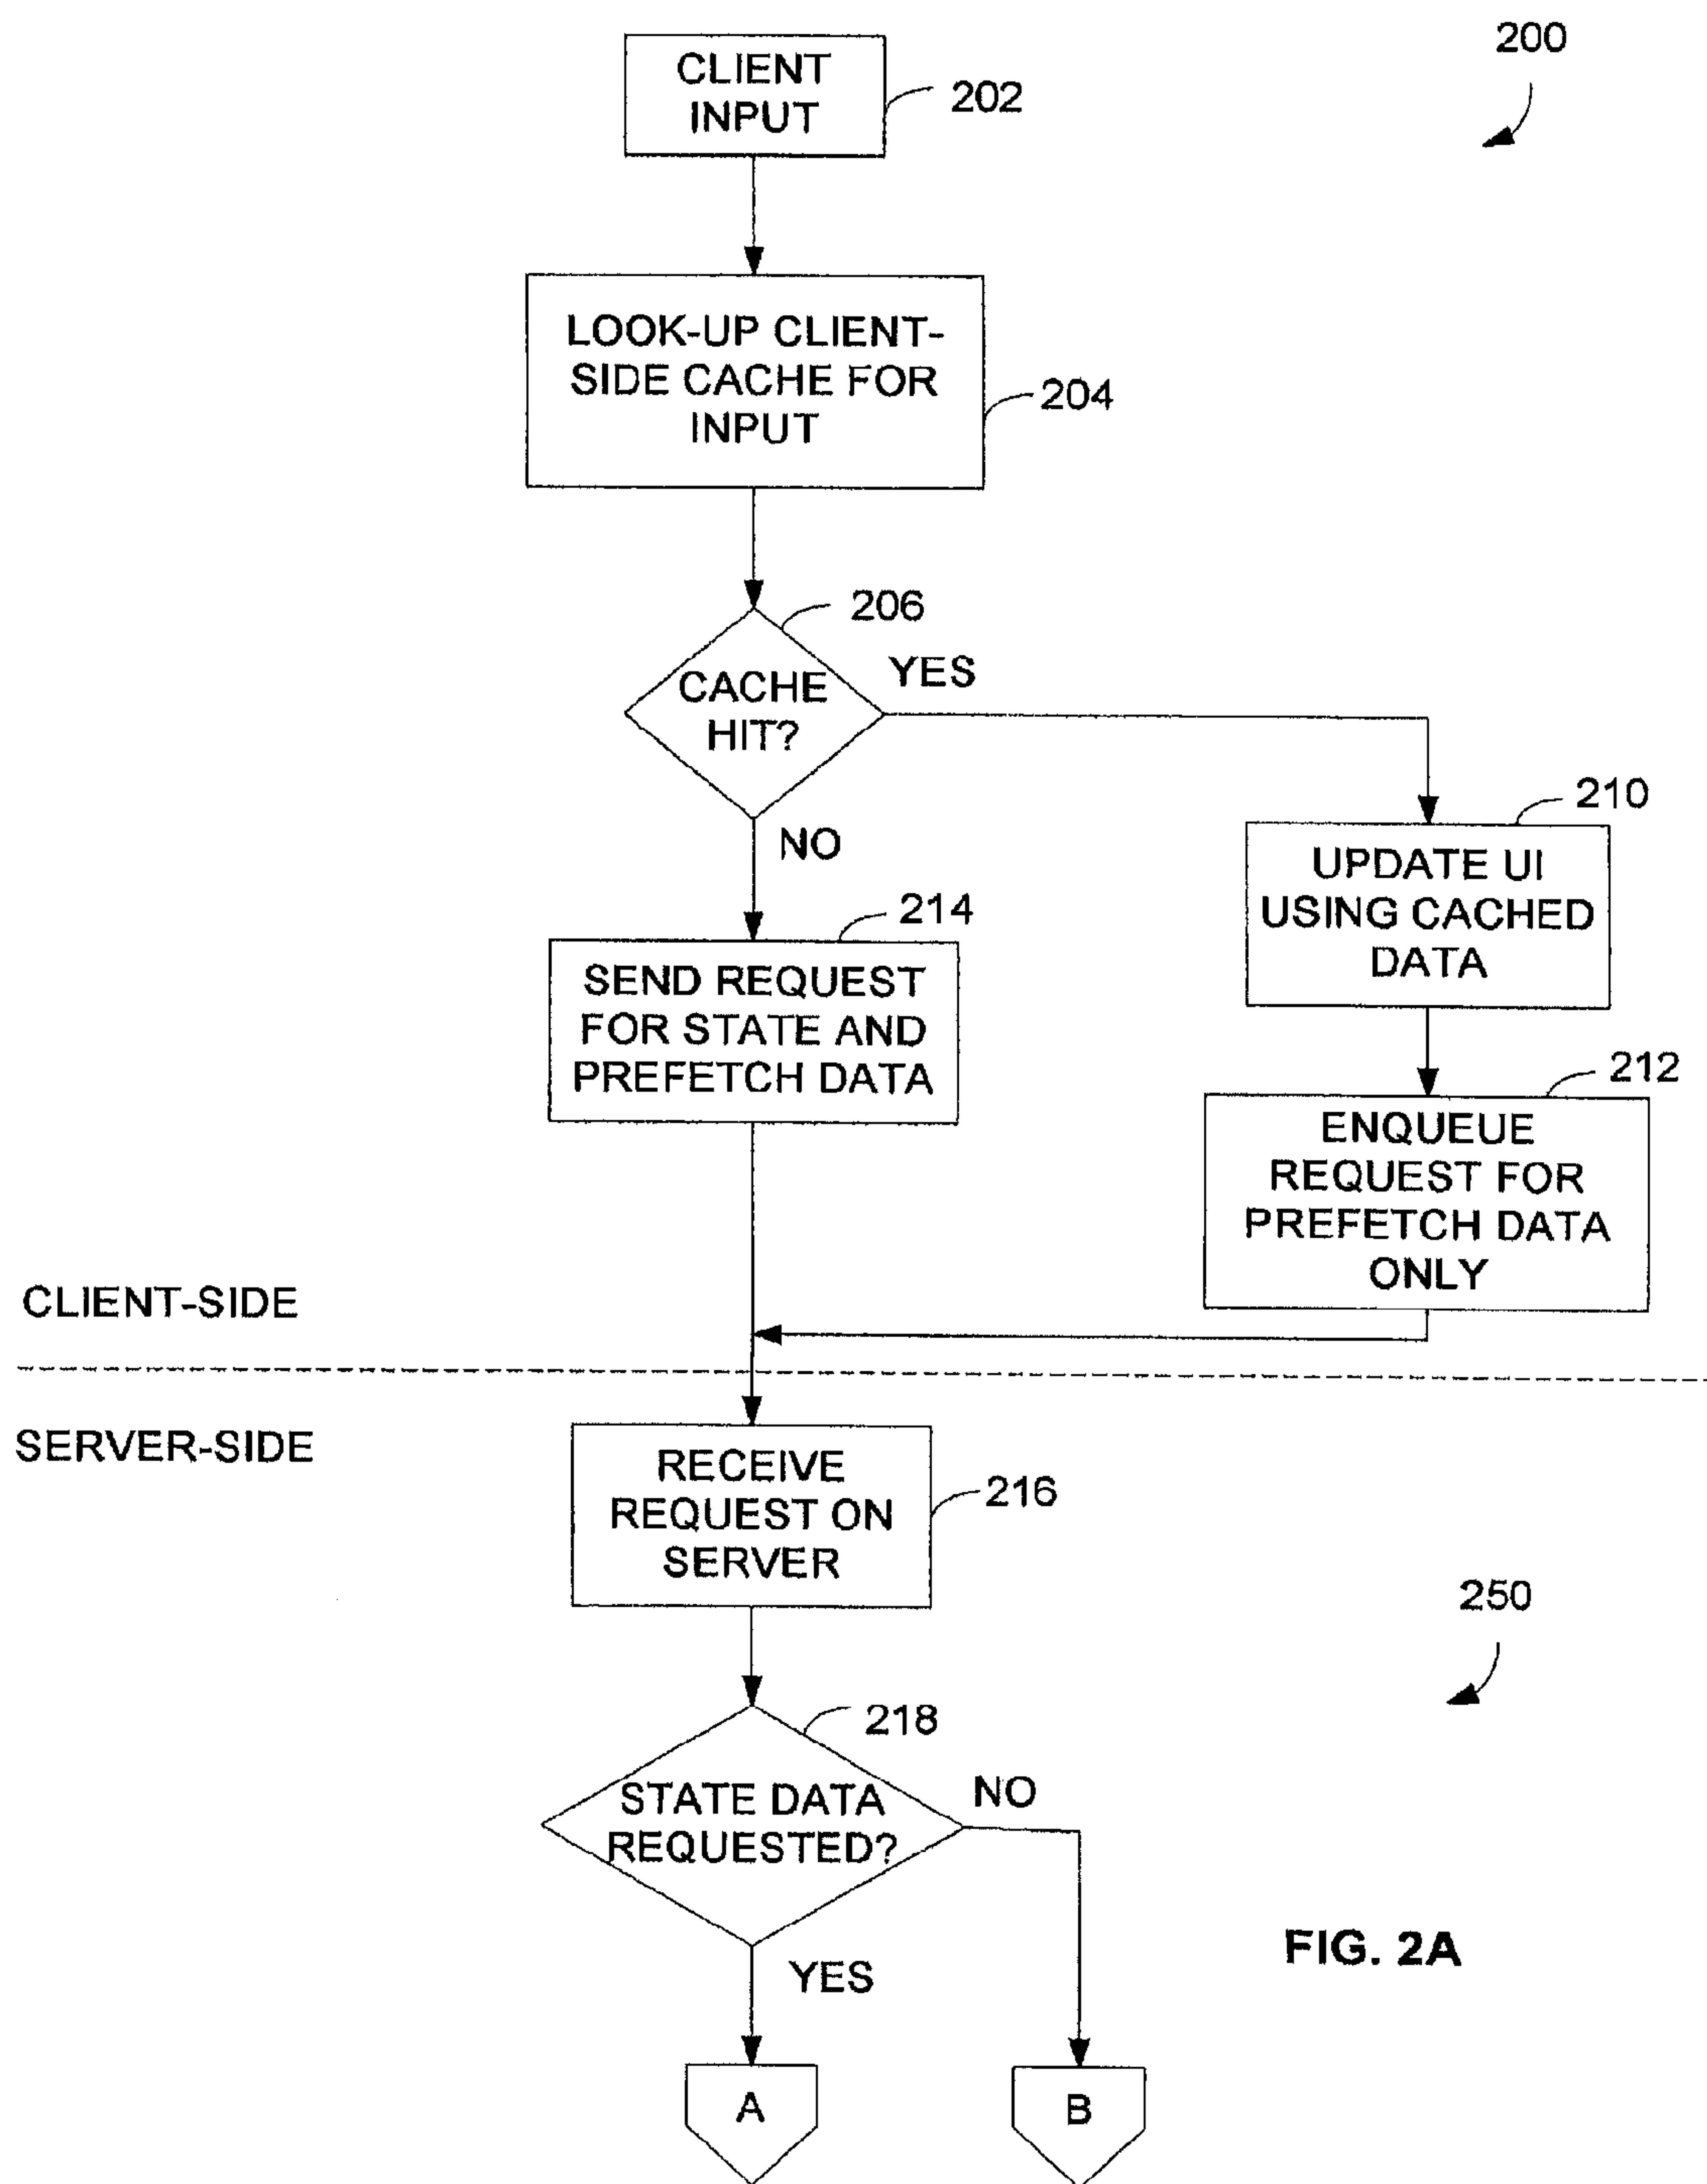 200
CLIENT
INPUT
202
LOOK-UP CLIENT-
SIDE CACHE FOR
INPUT
204
206
CACHE
HIT?
YES
NO
210
UPDATE UI
USING CACHED
DATA
214
SEND REQUEST
FOR STATE AND
PREFETCH DATA
212
ENQUEUE
REQUEST FOR
PREFETCH DATA
ONLY
CLIENT-SIDE
SERVER-SIDE
RECEIVE
REQUEST ON
SERVER
216
250
218
STATE DATA
REQUESTED?
NO
YES
FIG. 2A
A
B